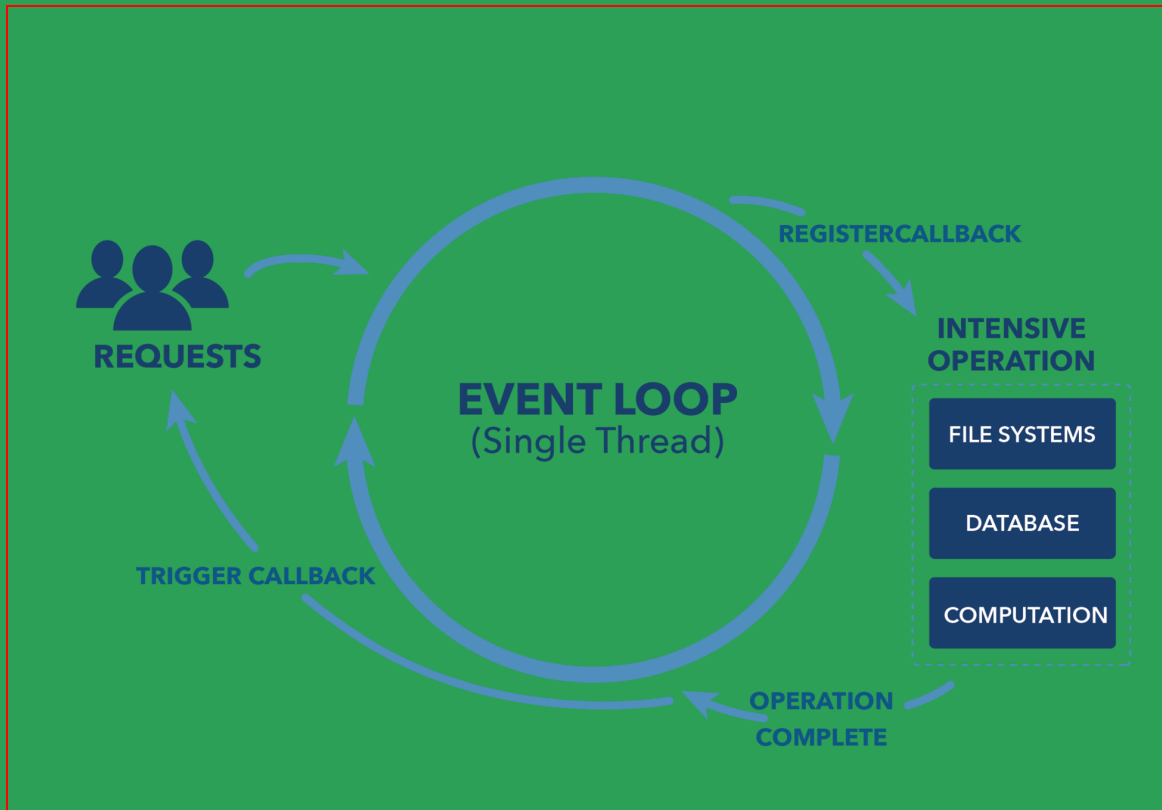 REGISTERCALLBACK
REQUESTS
INTENSIVE
OPERATION
EVENT LOOP
(Single Thread)
FILE SYSTEMS
DATABASE
COMPUTATION
TRIGGER CALLBACK
OPERATION
COMPLETE